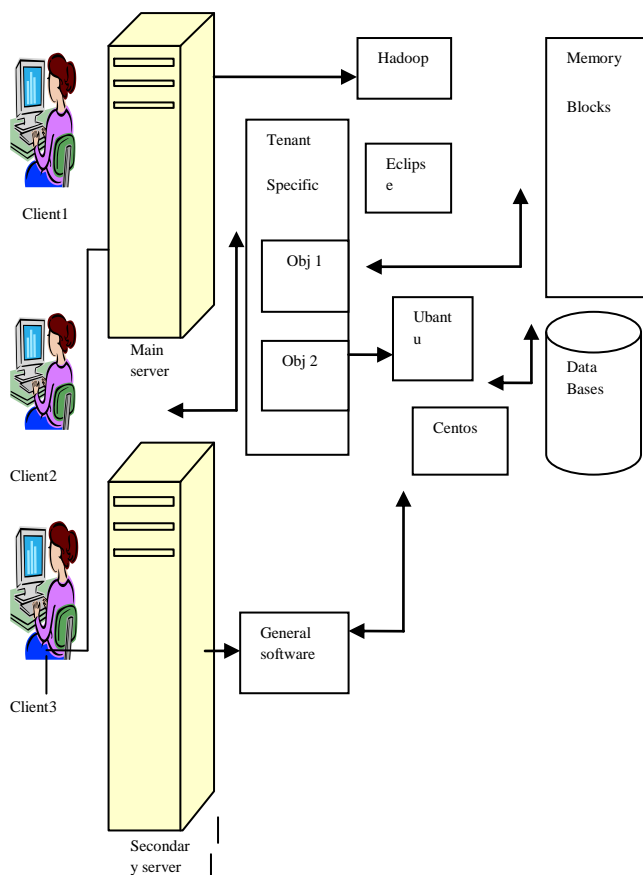 Hadoop
Memory
Blocks
Tenant
Specific
Eclips
e
Client1
Obj 1
Ubant
u
Main
server
Obj 2
Data
Bases
Centos
Client2
General
software
Client3
Secondar
y server